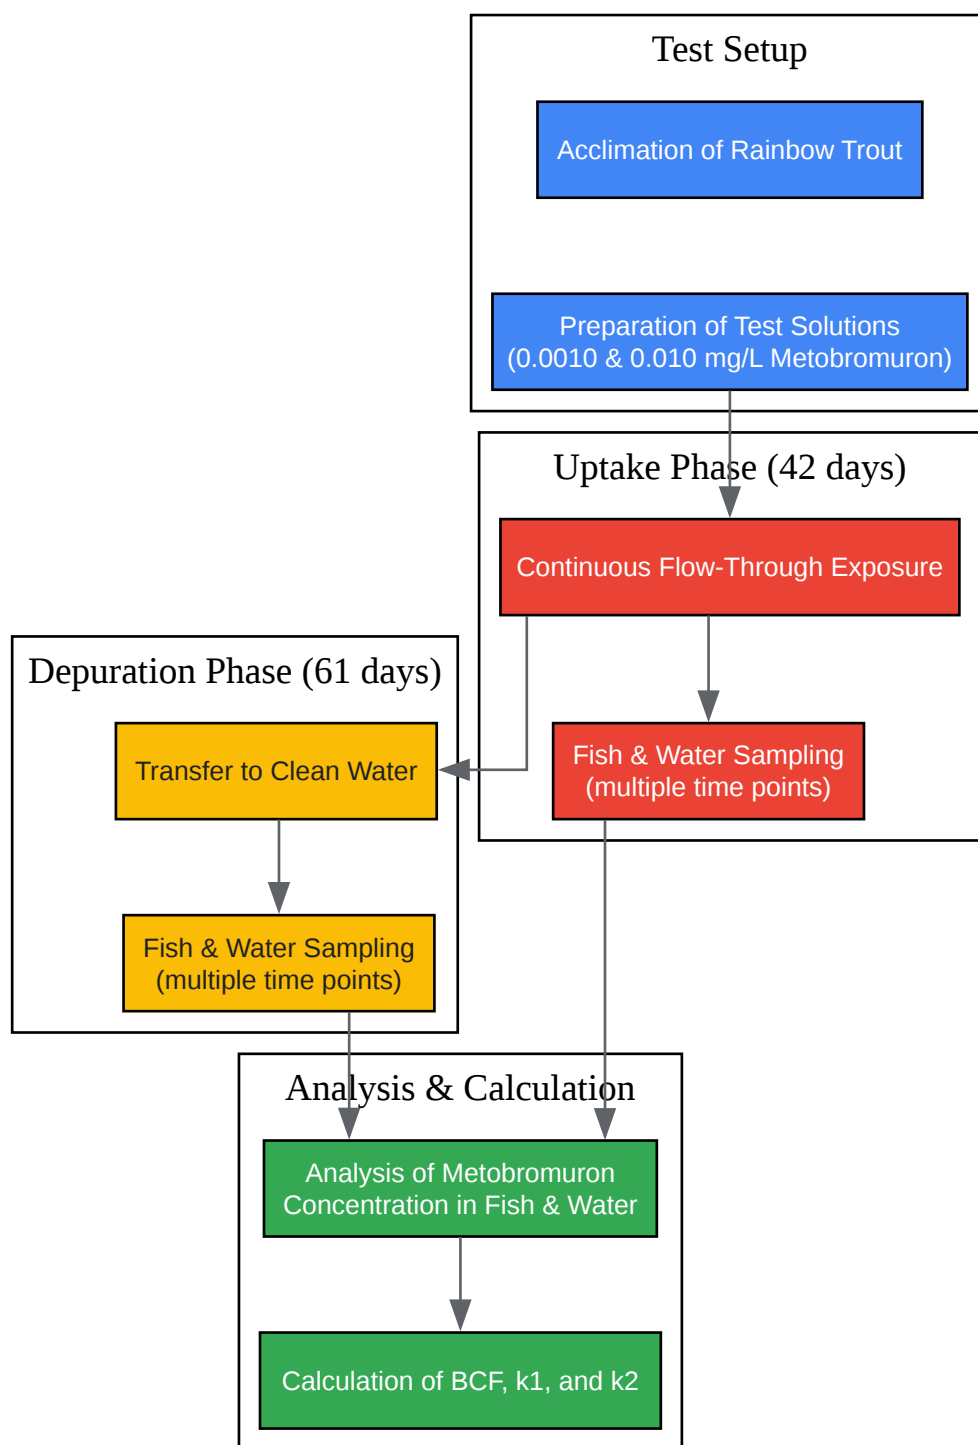 Test Setup
Acclimation of Rainbow Trout
Preparation of Test Solutions
(0.0010 & 0.010 mg/L Metobromuron)
Uptake Phase (42 days)
Continuous Flow-Through Exposure
Fish & Water Sampling
(multiple time points)
Depuration Phase (61 days)
Transfer to Clean Water
Fish & Water Sampling
(multiple time points)
Analysis & Calculation
Analysis of Metobromuron
Concentration in Fish & Water
Calculation of BCF, k1, and k2